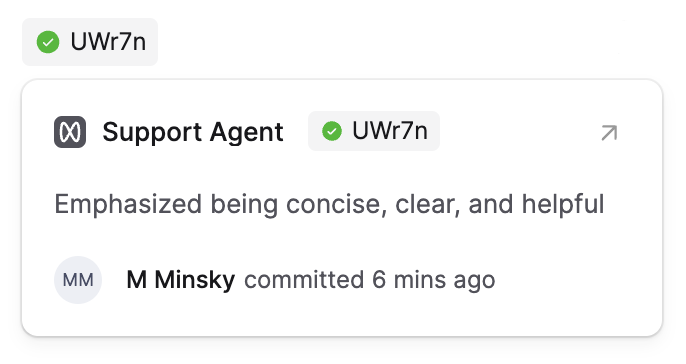 UWr7n
Support Agent UWr7n
Emphasized being concise, clear, and helpful
MM M Minsky committed 6 mins ago